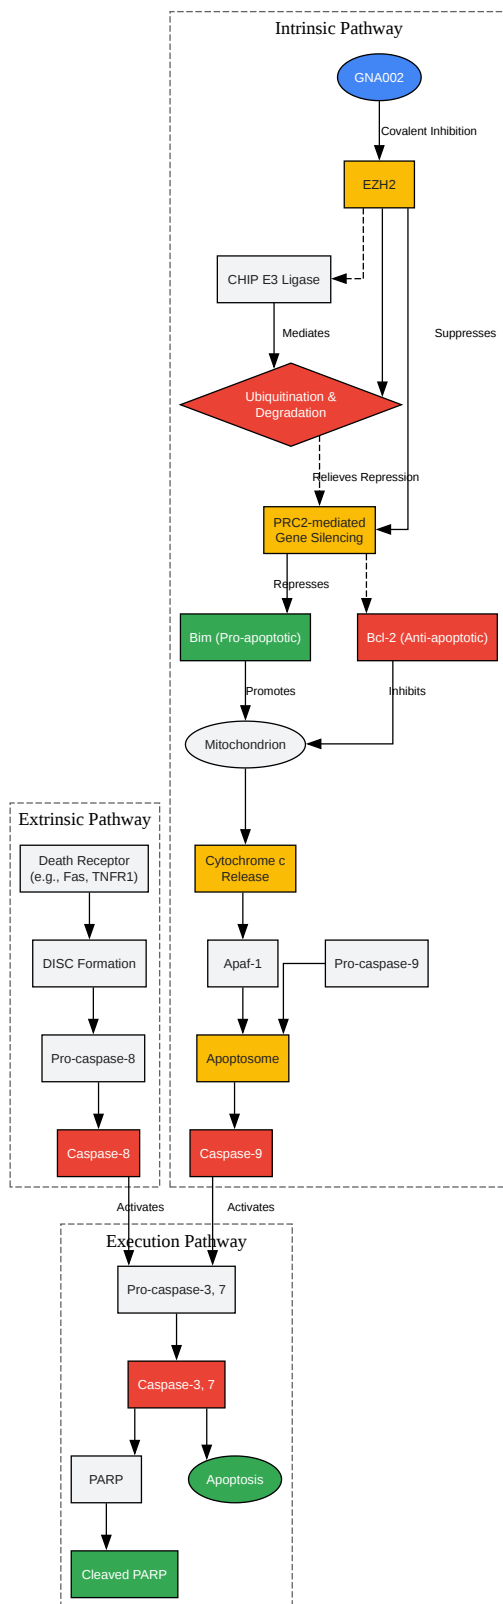 Intrinsic Pathway
GNA002
Covalent Inhibition
EZH2
CHIP E3 Ligase
Mediates
Suppresses
Ubiquitination &
Degradation
Relieves Repression
PRC2-mediated
Gene Silencing
Represses
Bim (Pro-apoptotic)
Bcl-2 (Anti-apoptotic)
Promotes
Inhibits
Mitochondrion
Extrinsic Pathway
Death Receptor
(e.g., Fas, TNFR1)
Cytochrome c
Release
DISC Formation
Apaf-1
Pro-caspase-9
Pro-caspase-8
Apoptosome
Caspase-8
Caspase-9
Activates
Activates
Execution Pathway
Pro-caspase-3, 7
Caspase-3, 7
PARP
Apoptosis
Cleaved PARP